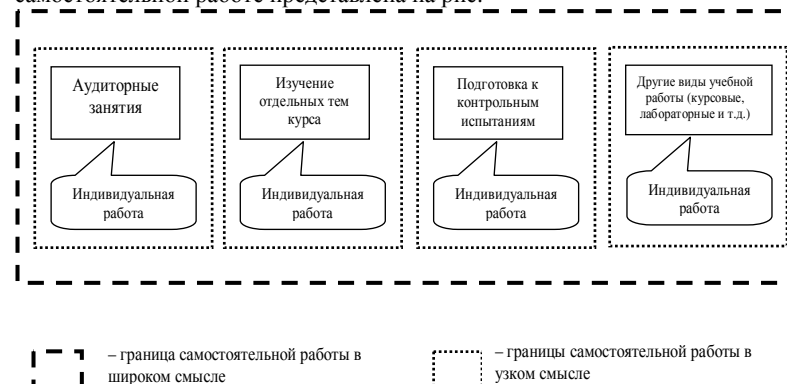 самостоятельной работе представлена на рис.
Аудиторные
занятия
Изучение
отдельных тем
курса
Подготовка к
контрольным
испытаниям
Другие виды учебной
работы (курсовые,
лабораторные и т.д.)
Индивидуальная
работа
Индивидуальная
работа
Индивидуальная
работа
Индивидуальная
работа
– граница самостоятельной работы в
широком смысле
– границы самостоятельной работы в
узком смысле